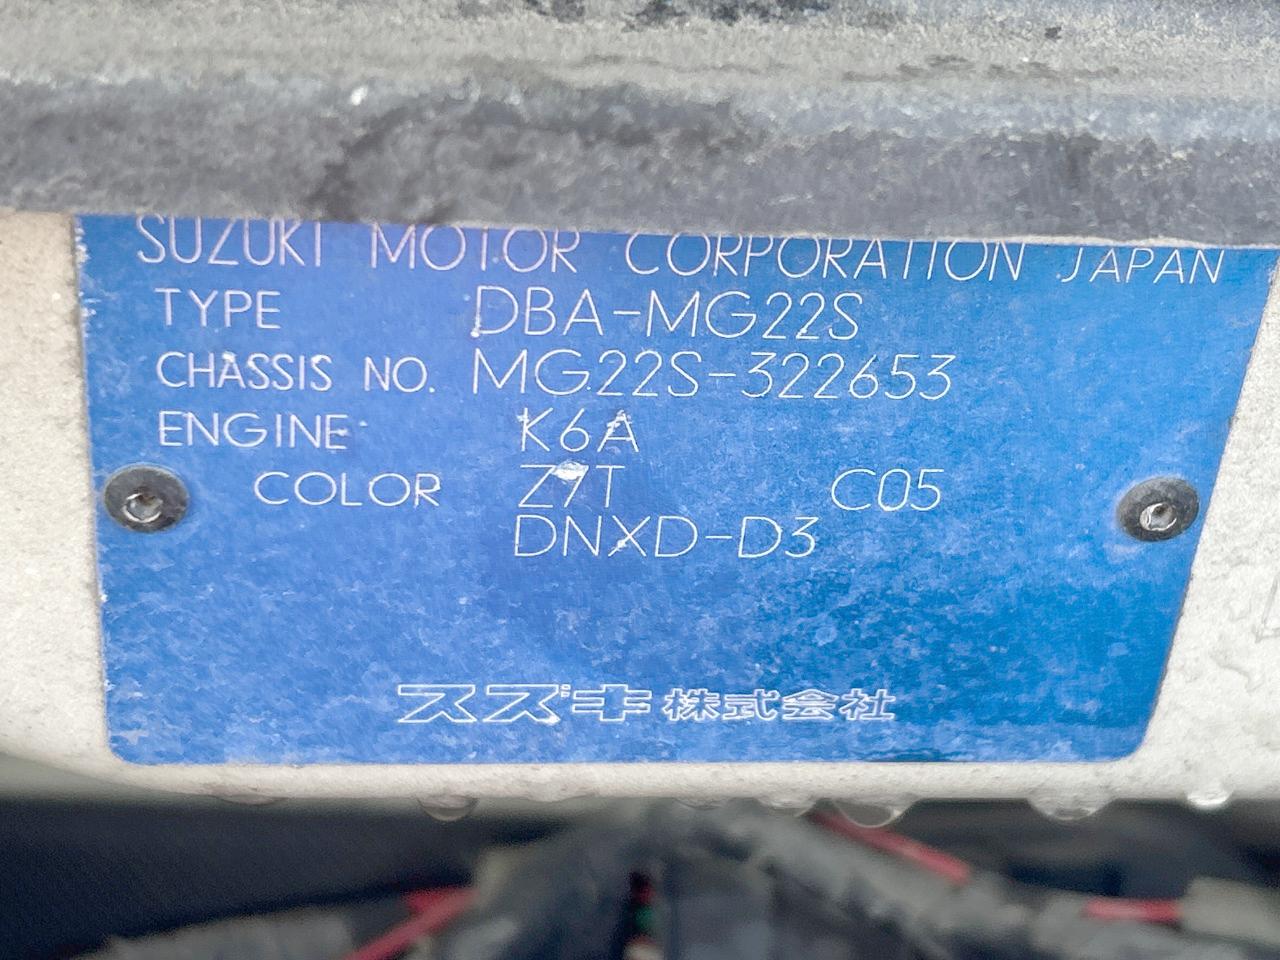 SUZUKI MOTOR CORPORATION JAPAN
TYPE DBA-MG22S
CHASSIS NO. MG22S-322653
ENGINE K6A
COLOR Z7T C05
DNXD-D3
スズキ株式会社